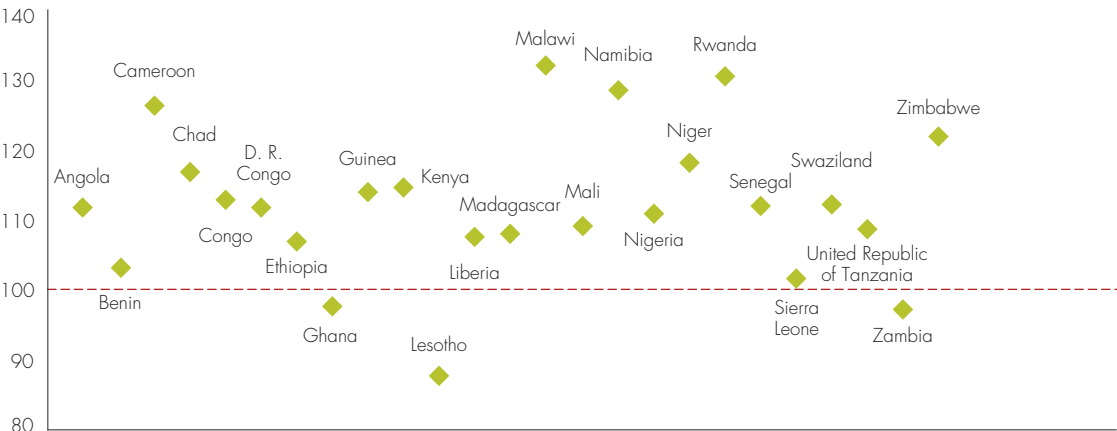 140
130
120
110
100
90
80
Angola
Benin
Cameroon
Chad
Congo
D. R.
Congo
Ethiopia
Ghana
Guinea
Kenya
Lesotho
Liberia
Madagascar
Malawi
Mali
Namibia
Nigeria
Niger
Rwanda
Senegal
Sierra
Leone
Swaziland
United Republic
of Tanzania
Zambia
Zimbabwe